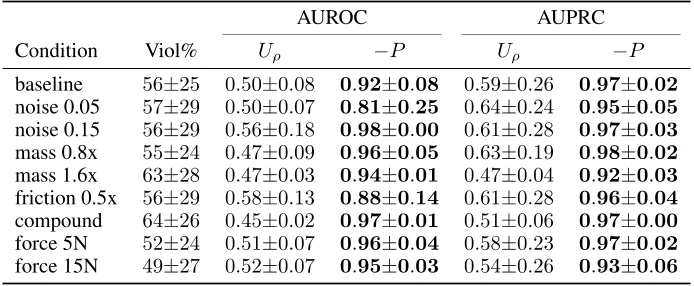 AUROC AUPRC
Condition Viol% Uρ −P Uρ −P
baseline 56±25 0.50±0.08 0.92±0.08 0.59±0.26 0.97±0.02
noise 0.05 57±29 0.50±0.07 0.81±0.25 0.64±0.24 0.95±0.05
noise 0.15 56±29 0.56±0.18 0.98±0.00 0.61±0.28 0.97±0.03
mass 0.8x 55±24 0.47±0.09 0.96±0.05 0.63±0.19 0.98±0.02
mass 1.6x 63±28 0.47±0.03 0.94±0.01 0.47±0.04 0.92±0.03
friction 0.5x 56±29 0.58±0.13 0.88±0.14 0.61±0.28 0.96±0.04
compound 64±26 0.45±0.02 0.97±0.01 0.51±0.06 0.97±0.00
force 5N 52±24 0.51±0.07 0.96±0.04 0.58±0.23 0.97±0.02
force 15N 49±27 0.52±0.07 0.95±0.03 0.54±0.26 0.93±0.06